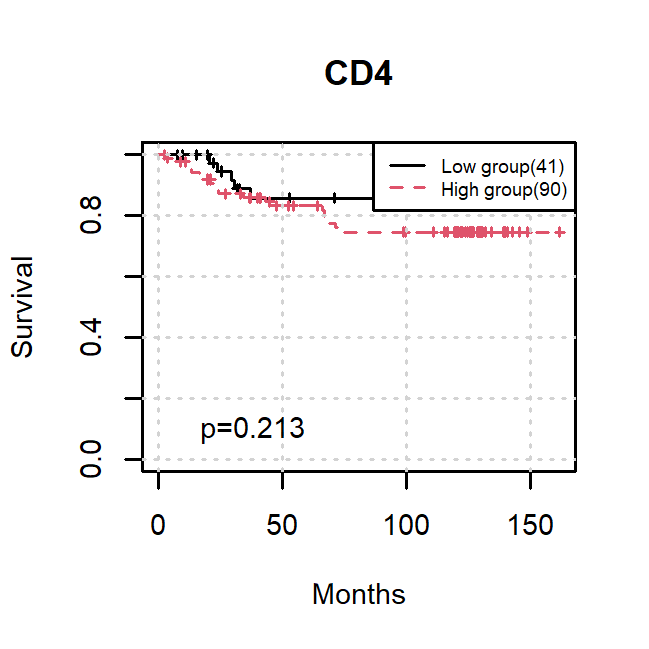 CD4
Low group(41)
High group(90)
Survival
0.8
0.4
0.0
p=0.213
0 50 100 150
Months